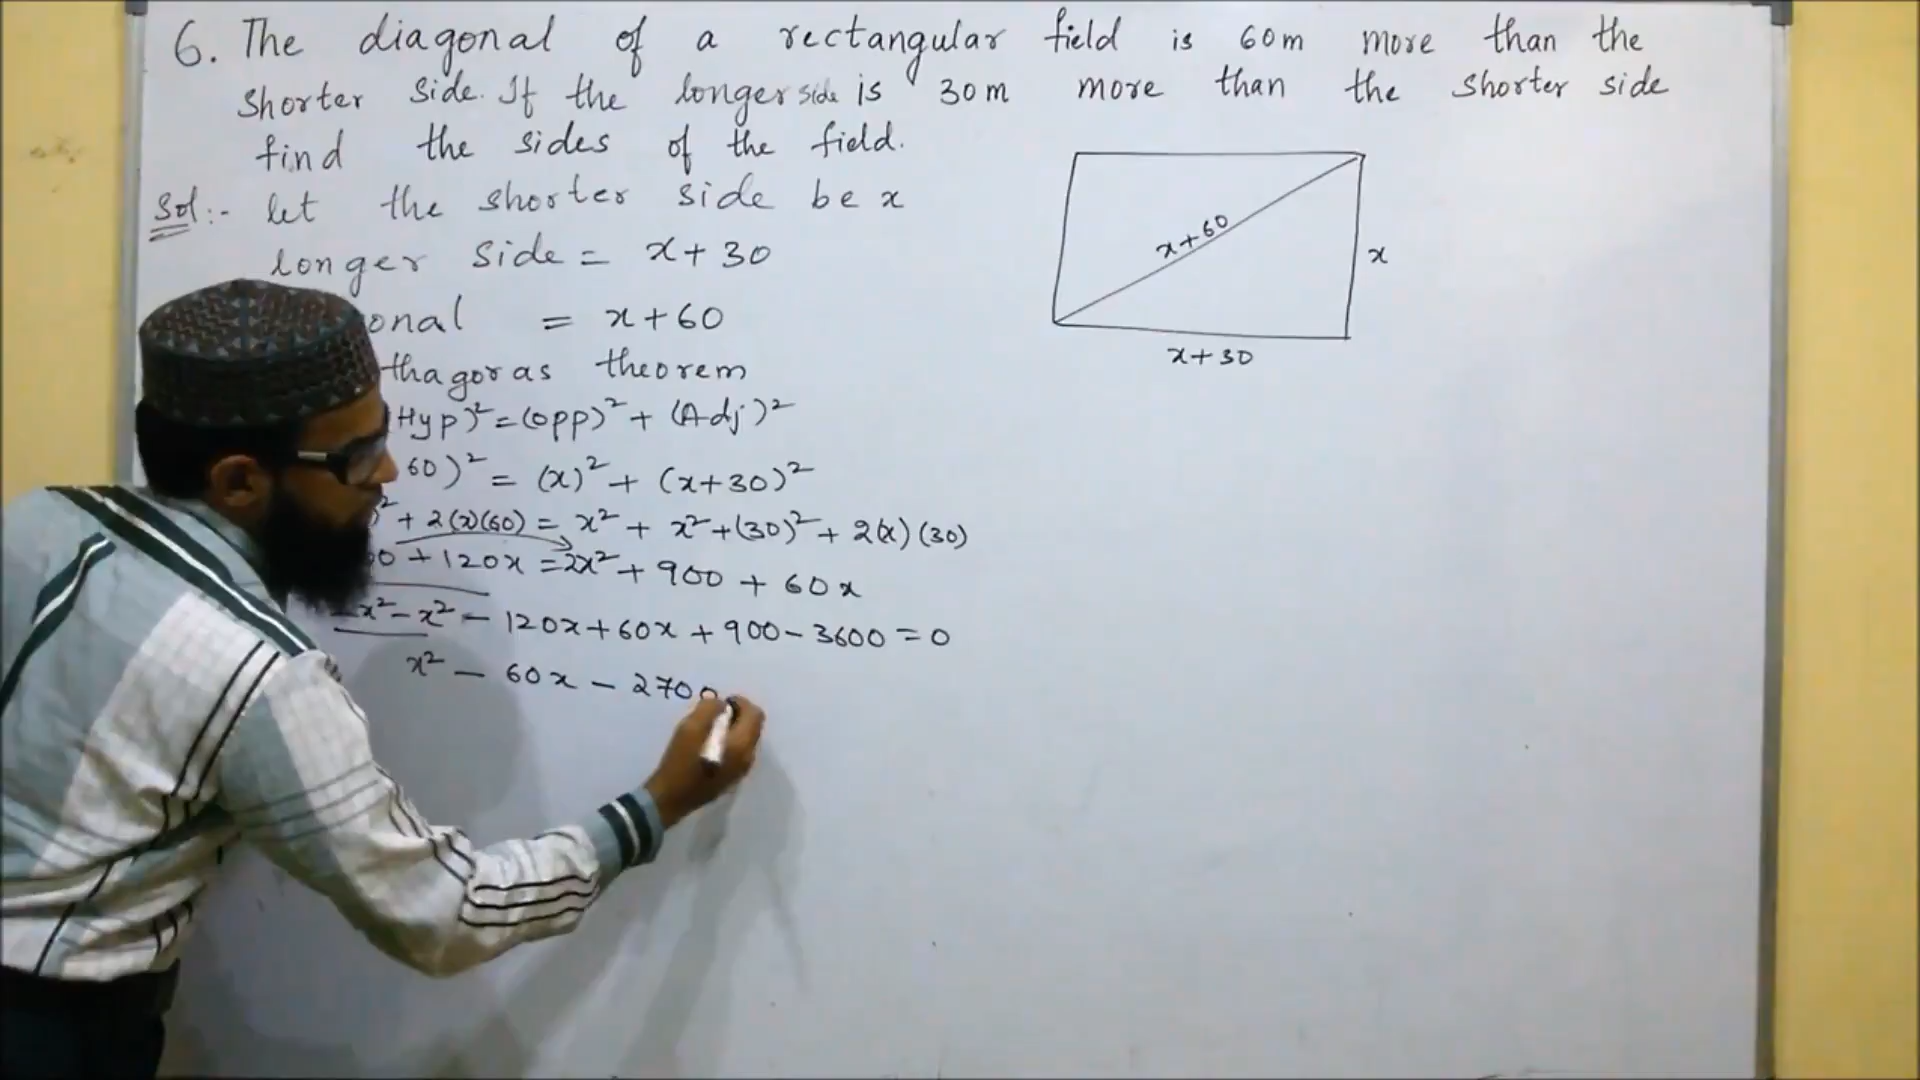 6. The diagonal of a rectangular field is 60m more than the
shorter side. If the longer side is 30m more than the shorter side
find the sides of the field.
Sol:- let the shorter side be x
longer side = x+30
onal = x+60
thagoras theorem
Hyp)² = (opp)² + (Adj)²
60)² = (x)² + (x+30)²
)² + 2(x)(60) = x² + x² + (30)² + 2(x)(30)
00 + 120x = 2x² + 900 + 60x
x² - x² - 120x + 60x + 900 - 3600 = 0
x² - 60x - 2700
x+60
x
x+30